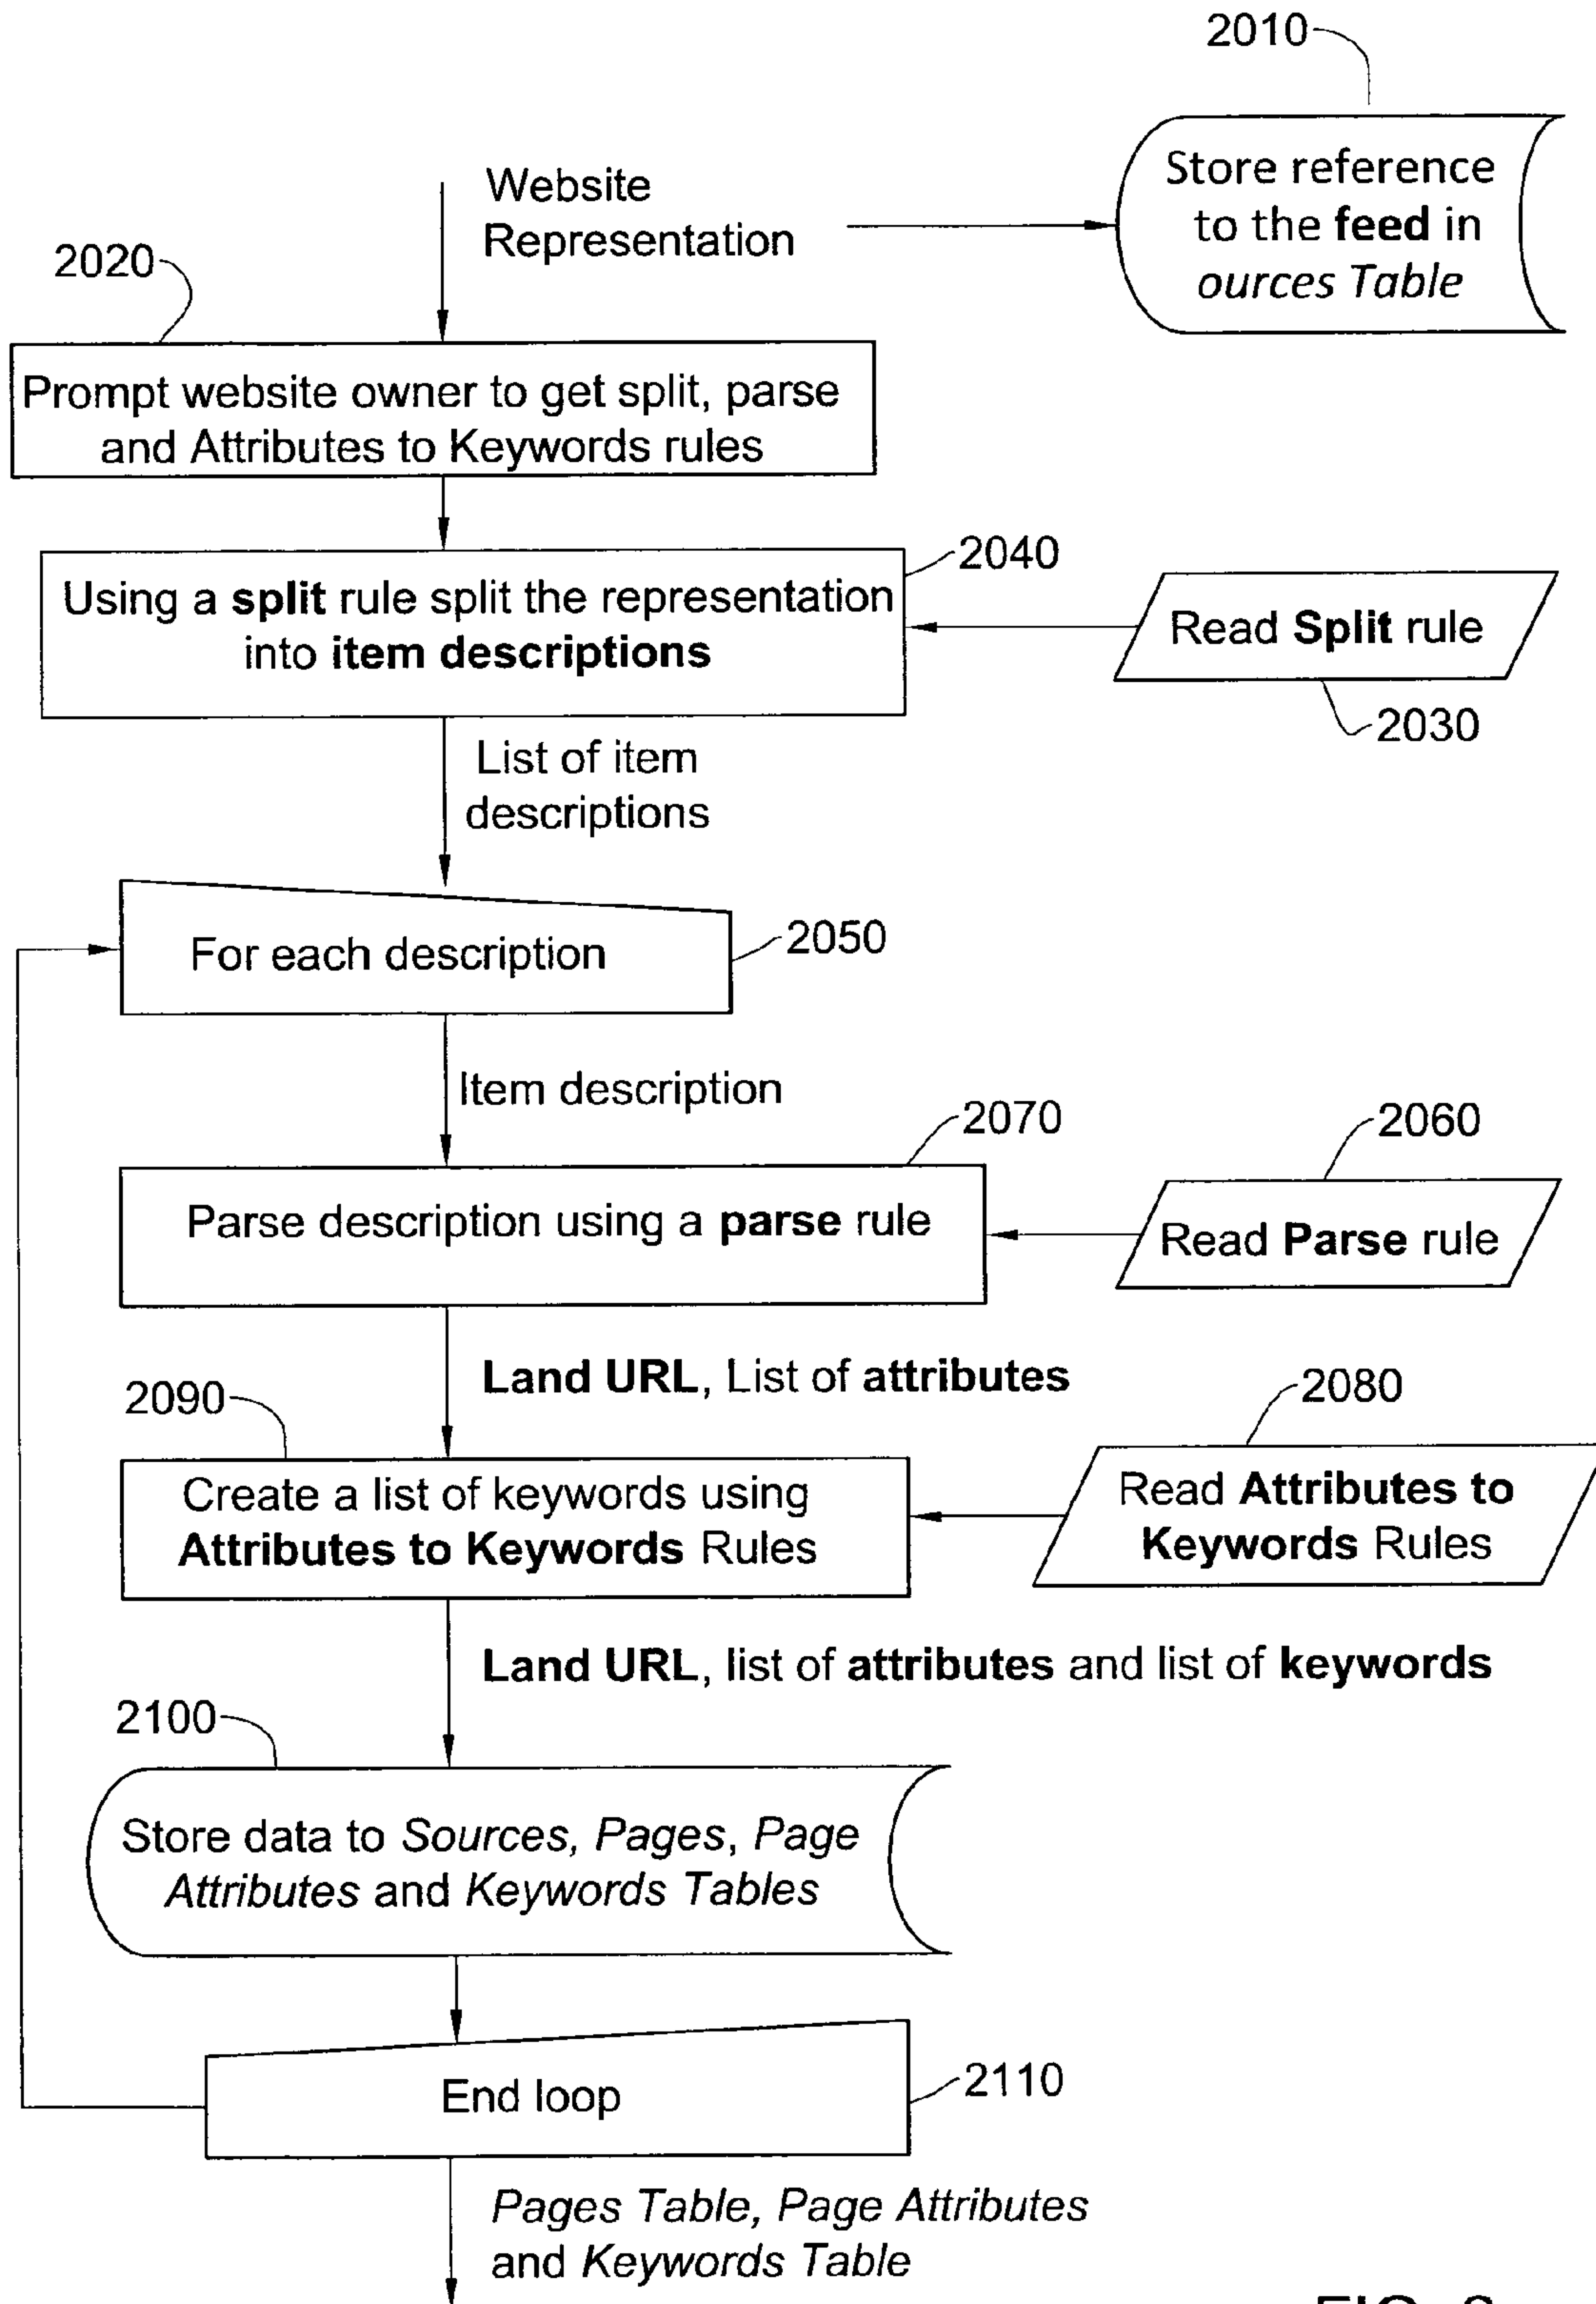 2010
Store reference
to the feed in
ources Table
Website
Representation
2020
Prompt website owner to get split, parse
and Attributes to Keywords rules
2040
Using a split rule split the representation
into item descriptions
Read Split rule
2030
List of item
descriptions
For each description
2050
Item description
2070
2060
Parse description using a parse rule
Read Parse rule
Land URL, List of attributes
2090
2080
Create a list of keywords using
Attributes to Keywords Rules
Read Attributes to
Keywords Rules
Land URL, list of attributes and list of keywords
2100
Store data to Sources, Pages, Page
Attributes and Keywords Tables
End loop
2110
Pages Table, Page Attributes
and Keywords Table